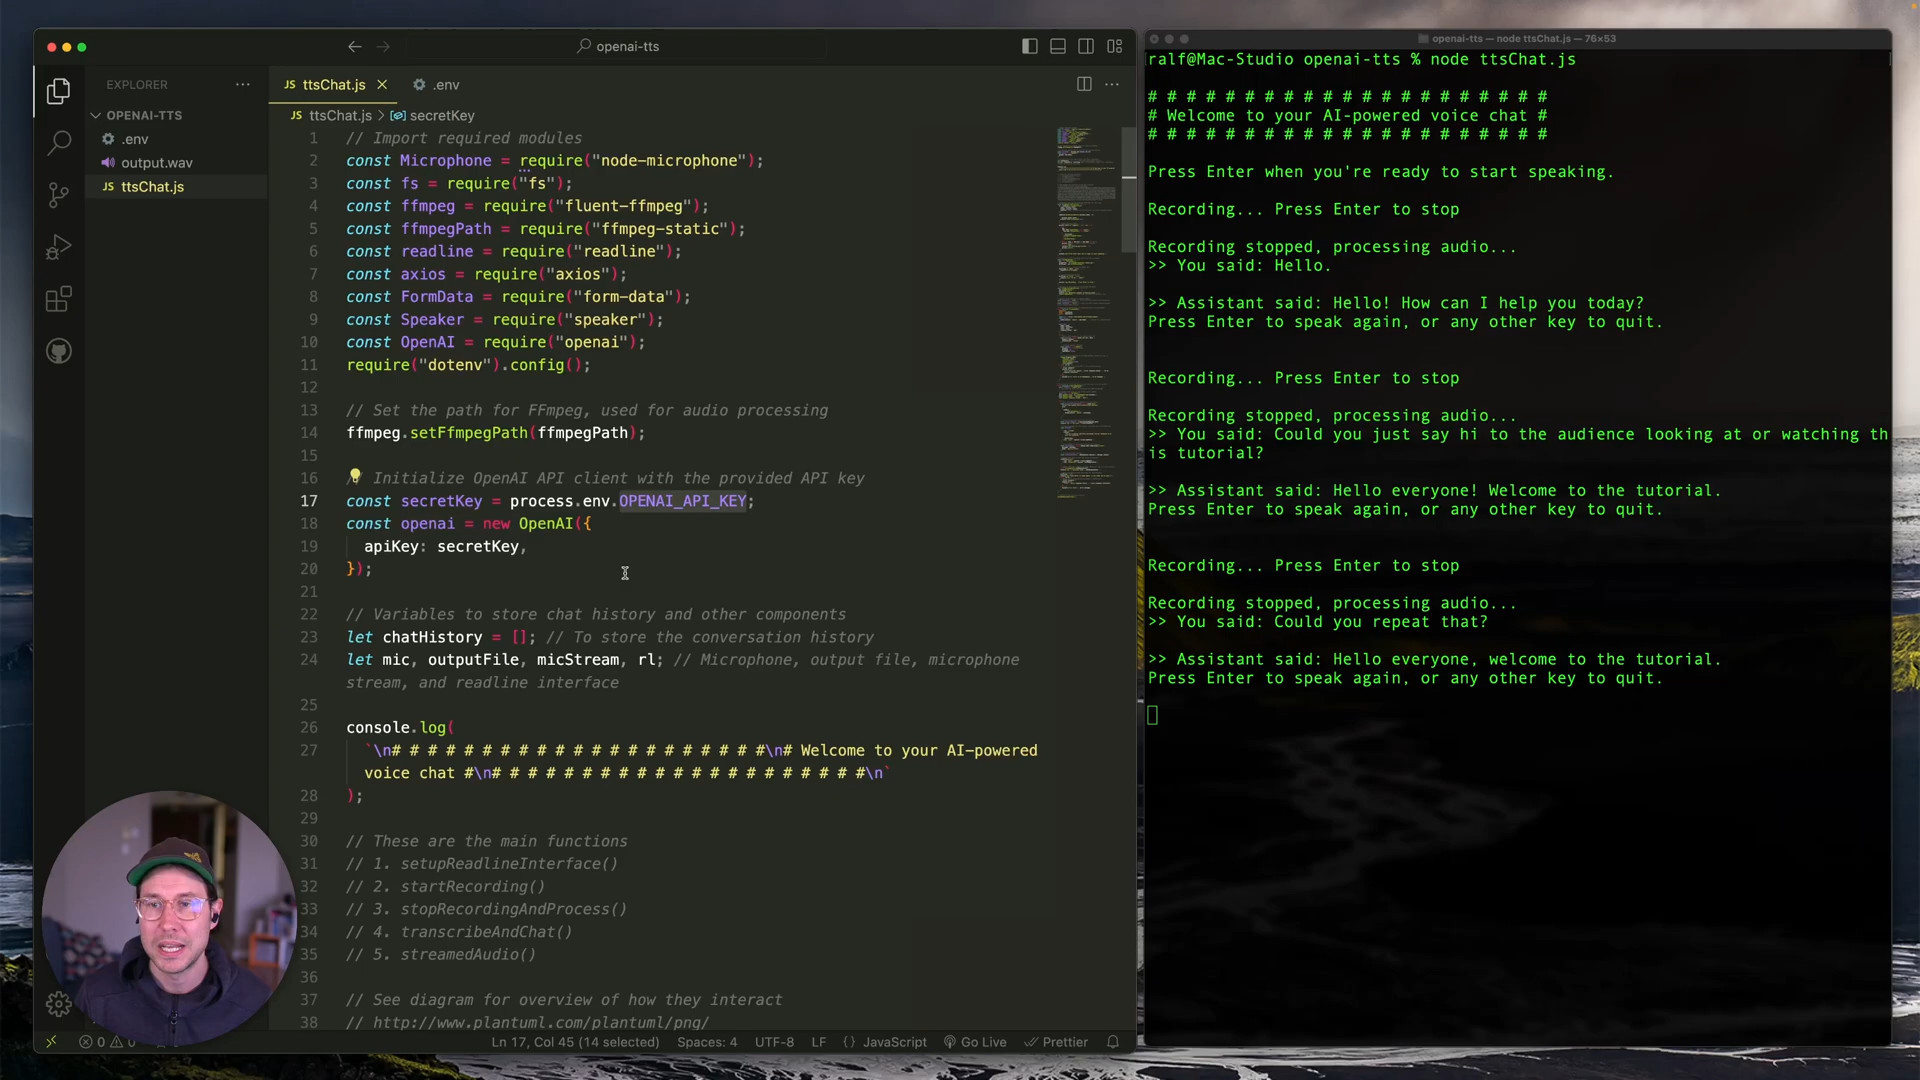 openai-tts
EXPLORER
OPENAI-TTS
.env
output.wav
JS ttsChat.js
JS ttsChat.js
.env
JS ttsChat.js > secretKey
1 // Import required modules
2 const Microphone = require("node-microphone");
3 const fs = require("fs");
4 const ffmpeg = require("fluent-ffmpeg");
5 const ffmpegPath = require("ffmpeg-static");
6 const readline = require("readline");
7 const axios = require("axios");
8 const FormData = require("form-data");
9 const Speaker = require("speaker");
10 const OpenAI = require("openai");
11 require("dotenv").config();
12
13 // Set the path for FFmpeg, used for audio processing
14 ffmpeg.setFfmpegPath(ffmpegPath);
15
16 / Initialize OpenAI API client with the provided API key
17 const secretKey = process.env.OPENAI_API_KEY;
18 const openai = new OpenAI({
19 apiKey: secretKey,
20 });
21
22 // Variables to store chat history and other components
23 let chatHistory = []; // To store the conversation history
24 let mic, outputFile, micStream, rl; // Microphone, output file, microphone
stream, and readline interface
25
26 console.log(
27 `\n# # # # # # # # # # # # # # # # # # # # #\n# Welcome to your AI-powered
voice chat #\n# # # # # # # # # # # # # # # # # # # # #\n`
28 );
29
30 // These are the main functions
31 // 1. setupReadlineInterface()
32 // 2. startRecording()
33 // 3. stopRecordingAndProcess()
34 // 4. transcribeAndChat()
35 // 5. streamedAudio()
36
37 // See diagram for overview of how they interact
38 // http://www.plantuml.com/plantuml/png/
0 0 Ln 17, Col 45 (14 selected) Spaces: 4 UTF-8 LF {} JavaScript Go Live Prettier
openai-tts — node ttsChat.js — 76×53
ralf@Mac-Studio openai-tts % node ttsChat.js
# # # # # # # # # # # # # # # # # # # # #
# Welcome to your AI-powered voice chat #
# # # # # # # # # # # # # # # # # # # # #
Press Enter when you're ready to start speaking.
Recording... Press Enter to stop
Recording stopped, processing audio...
>> You said: Hello.
>> Assistant said: Hello! How can I help you today?
Press Enter to speak again, or any other key to quit.
Recording... Press Enter to stop
Recording stopped, processing audio...
>> You said: Could you just say hi to the audience looking at or watching th
is tutorial?
>> Assistant said: Hello everyone! Welcome to the tutorial.
Press Enter to speak again, or any other key to quit.
Recording... Press Enter to stop
Recording stopped, processing audio...
>> You said: Could you repeat that?
>> Assistant said: Hello everyone, welcome to the tutorial.
Press Enter to speak again, or any other key to quit.